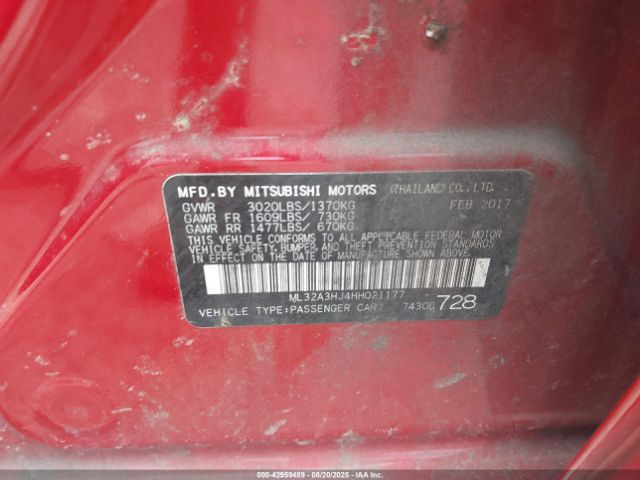 MFD.BY MITSUBISHI MOTORS (THAILAND) CO., LTD.
GVWR 3020LBS/1370KG FEB 2017
GAWR FR 1609LBS/ 730KG
GAWR RR 1477LBS/ 670KG
THIS VEHICLE CONFORMS TO ALL APPLICABLE FEDERAL MOTOR
VEHICLE SAFETY, BUMPER, AND THEFT PREVENTION STANDARDS
IN EFFECT ON THE DATE OF MANUFACTURE SHOWN ABOVE.
ML32A3HJ4HH021177
VEHICLE TYPE:PASSENGER CAR 7430B 728
000-42959489 - 08/20/2025 - IAA Holdings, LLC